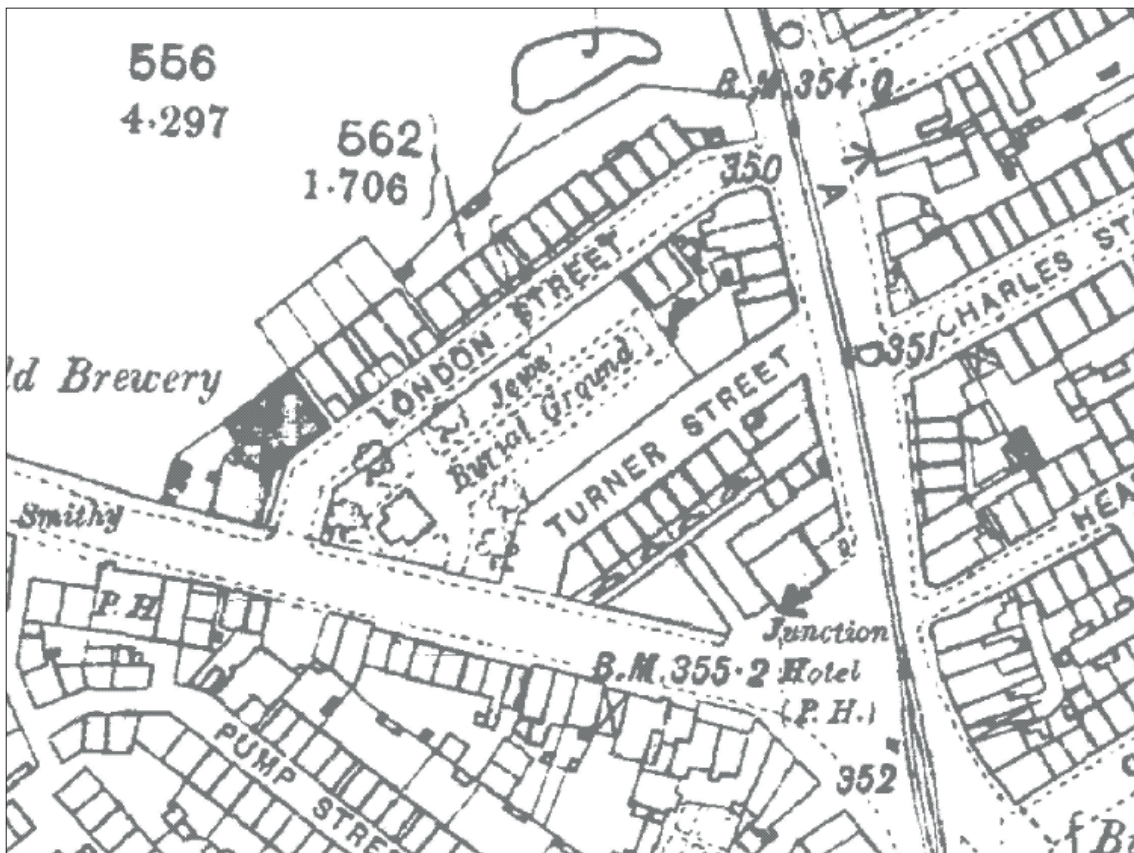 556
4·297
562
1·706
B.M. 354·0
350
A
LONDON STREET
CHARLES ST
351
ld Brewery
Jews'
Burial Ground
TURNER STREET
HEA
Smithy
P. H
Junction
Hotel
(P. H.)
B.M. 355·2
PUMP STRE
352
f B